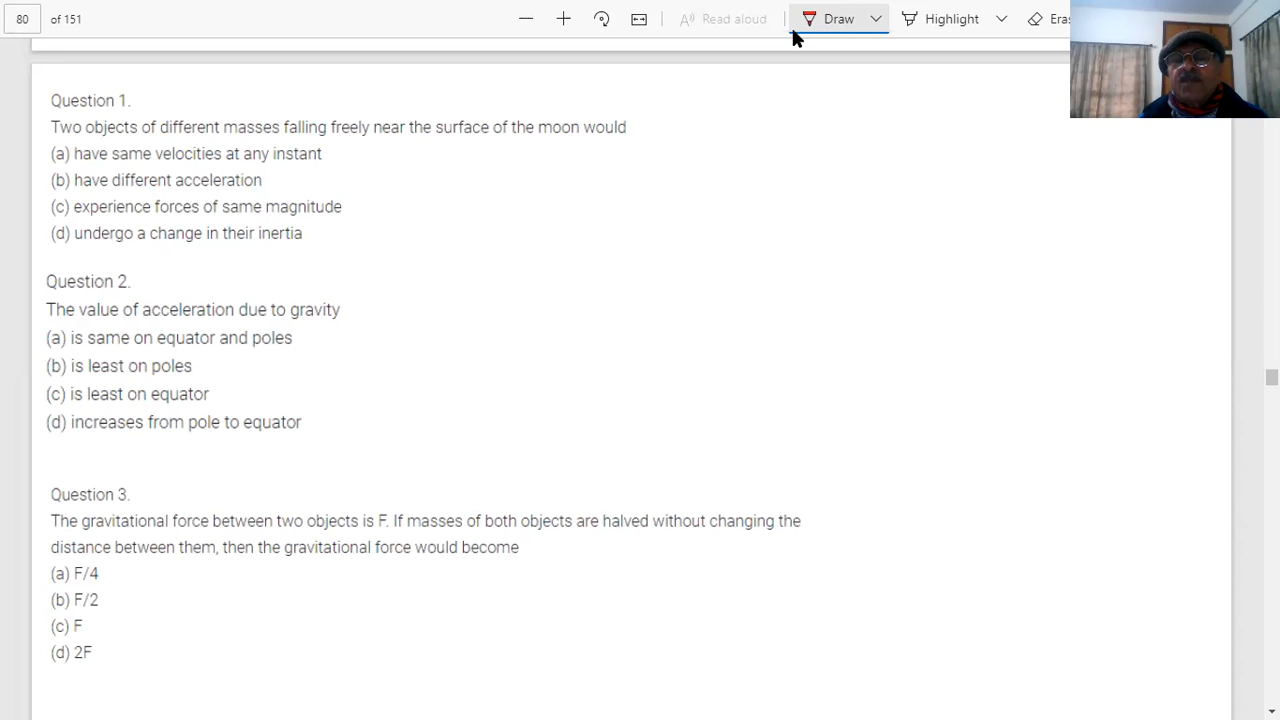 80 of 151 Read aloud Draw Highlight Eras
Question 1.
Two objects of different masses falling freely near the surface of the moon would
(a) have same velocities at any instant
(b) have different acceleration
(c) experience forces of same magnitude
(d) undergo a change in their inertia
Question 2.
The value of acceleration due to gravity
(a) is same on equator and poles
(b) is least on poles
(c) is least on equator
(d) increases from pole to equator
Question 3.
The gravitational force between two objects is F. If masses of both objects are halved without changing the
distance between them, then the gravitational force would become
(a) F/4
(b) F/2
(c) F
(d) 2F